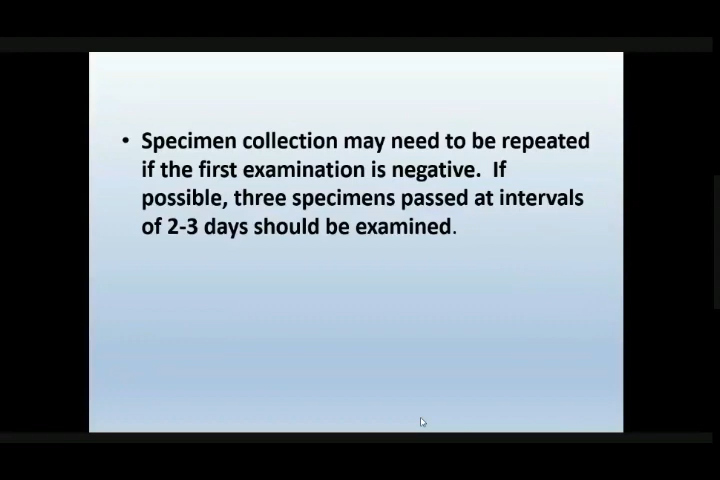 • Specimen collection may need to be repeated
if the first examination is negative.  If
possible, three specimens passed at intervals
of 2-3 days should be examined.